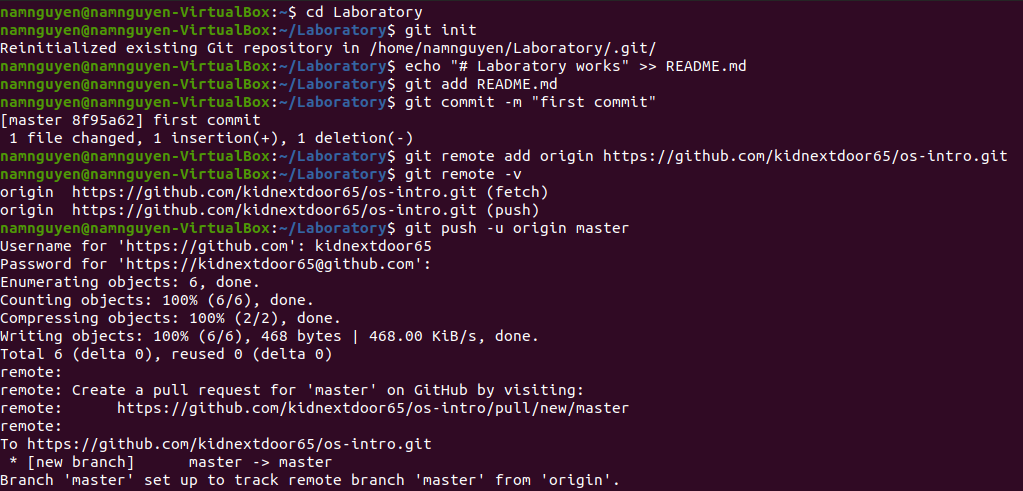 namnguyen@namnguyen-VirtualBox:~$ cd Laboratory
namnguyen@namnguyen-VirtualBox:~/Laboratory$ git init
Reinitialized existing Git repository in /home/namnguyen/Laboratory/.git/
namnguyen@namnguyen-VirtualBox:~/Laboratory$ echo "# Laboratory works" >> README.md
namnguyen@namnguyen-VirtualBox:~/Laboratory$ git add README.md
namnguyen@namnguyen-VirtualBox:~/Laboratory$ git commit -m "first commit"
[master 8f95a62] first commit
 1 file changed, 1 insertion(+), 1 deletion(-)
namnguyen@namnguyen-VirtualBox:~/Laboratory$ git remote add origin https://github.com/kidnextdoor65/os-intro.git
namnguyen@namnguyen-VirtualBox:~/Laboratory$ git remote -v
origin  https://github.com/kidnextdoor65/os-intro.git (fetch)
origin  https://github.com/kidnextdoor65/os-intro.git (push)
namnguyen@namnguyen-VirtualBox:~/Laboratory$ git push -u origin master
Username for 'https://github.com': kidnextdoor65
Password for 'https://kidnextdoor65@github.com':
Enumerating objects: 6, done.
Counting objects: 100% (6/6), done.
Compressing objects: 100% (2/2), done.
Writing objects: 100% (6/6), 468 bytes | 468.00 KiB/s, done.
Total 6 (delta 0), reused 0 (delta 0)
remote:
remote: Create a pull request for 'master' on GitHub by visiting:
remote:      https://github.com/kidnextdoor65/os-intro/pull/new/master
remote:
To https://github.com/kidnextdoor65/os-intro.git
 * [new branch]      master -> master
Branch 'master' set up to track remote branch 'master' from 'origin'.